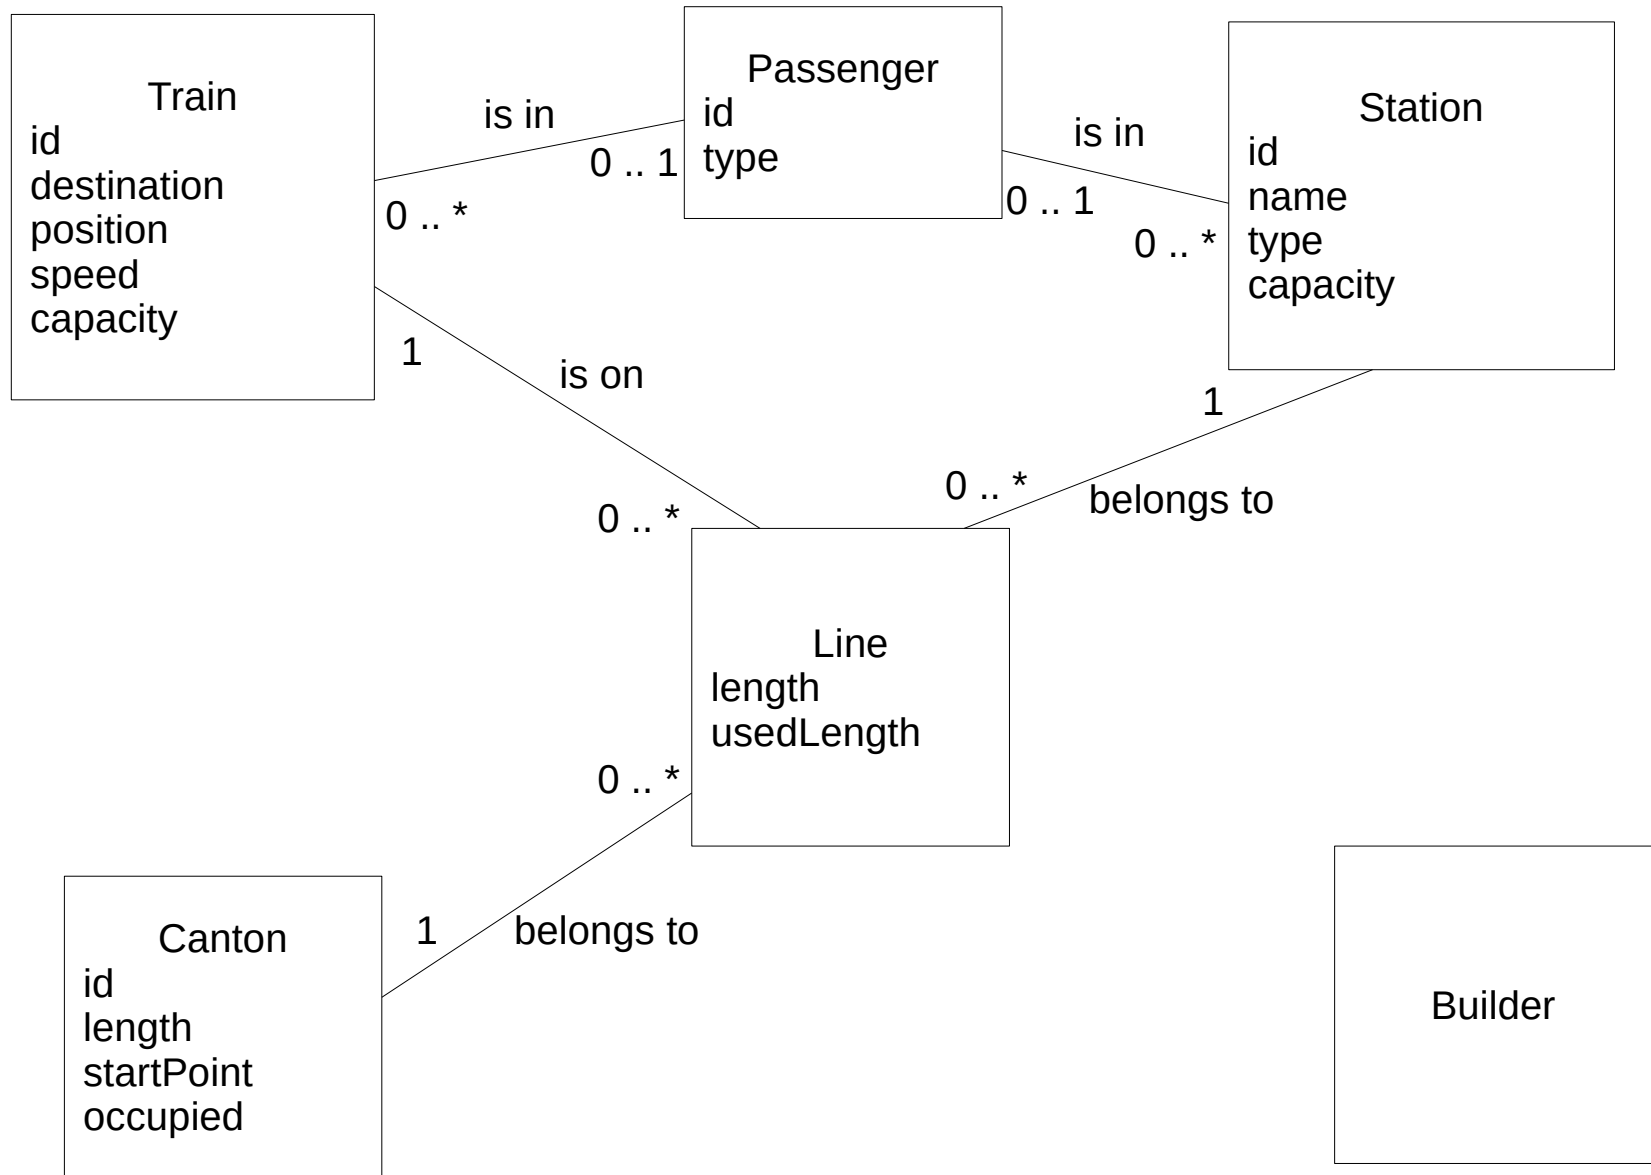 Train
id
destination
position
speed
capacity
is in
0 .. 1
0 .. *
Passenger
id
type
is in
0 .. 1
0 .. *
Station
id
name
type
capacity
1
is on
0 .. *
1
0 .. *
belongs to
Line
length
usedLength
0 .. *
1
belongs to
Canton
id
length
startPoint
occupied
Builder